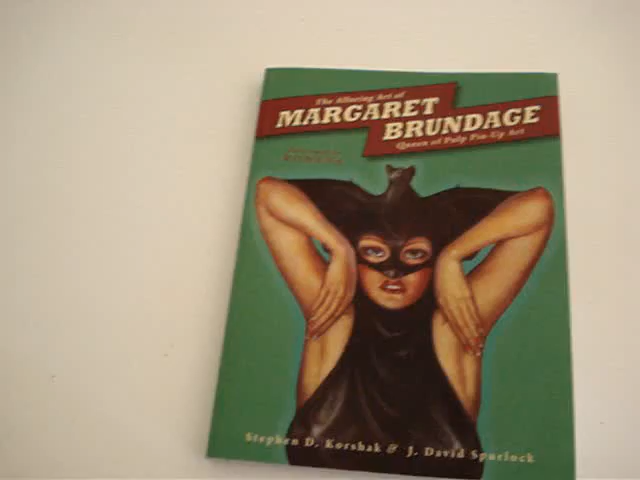 The Alluring Art of
MARGARET
BRUNDAGE
Queen of Pulp Pin-Up Art
Stephen D. Korshak & J. David Spurlock